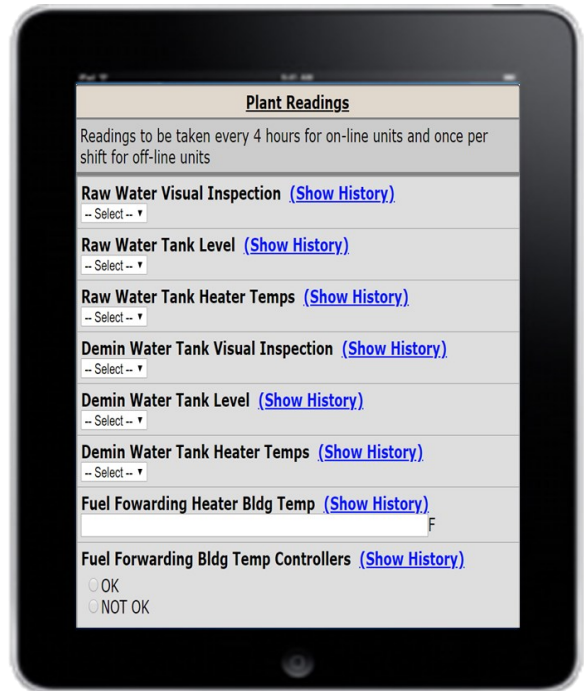 Plant Readings
Readings to be taken every 4 hours for on-line units and once per
shift for off-line units
Raw Water Visual Inspection (Show History)
-- Select -- ▼
Raw Water Tank Level (Show History)
-- Select -- ▼
Raw Water Tank Heater Temps (Show History)
-- Select -- ▼
Demin Water Tank Visual Inspection (Show History)
-- Select -- ▼
Demin Water Tank Level (Show History)
-- Select -- ▼
Demin Water Tank Heater Temps (Show History)
-- Select -- ▼
Fuel Fowarding Heater Bldg Temp (Show History)
F
Fuel Forwarding Bldg Temp Controllers (Show History)
OK
NOT OK